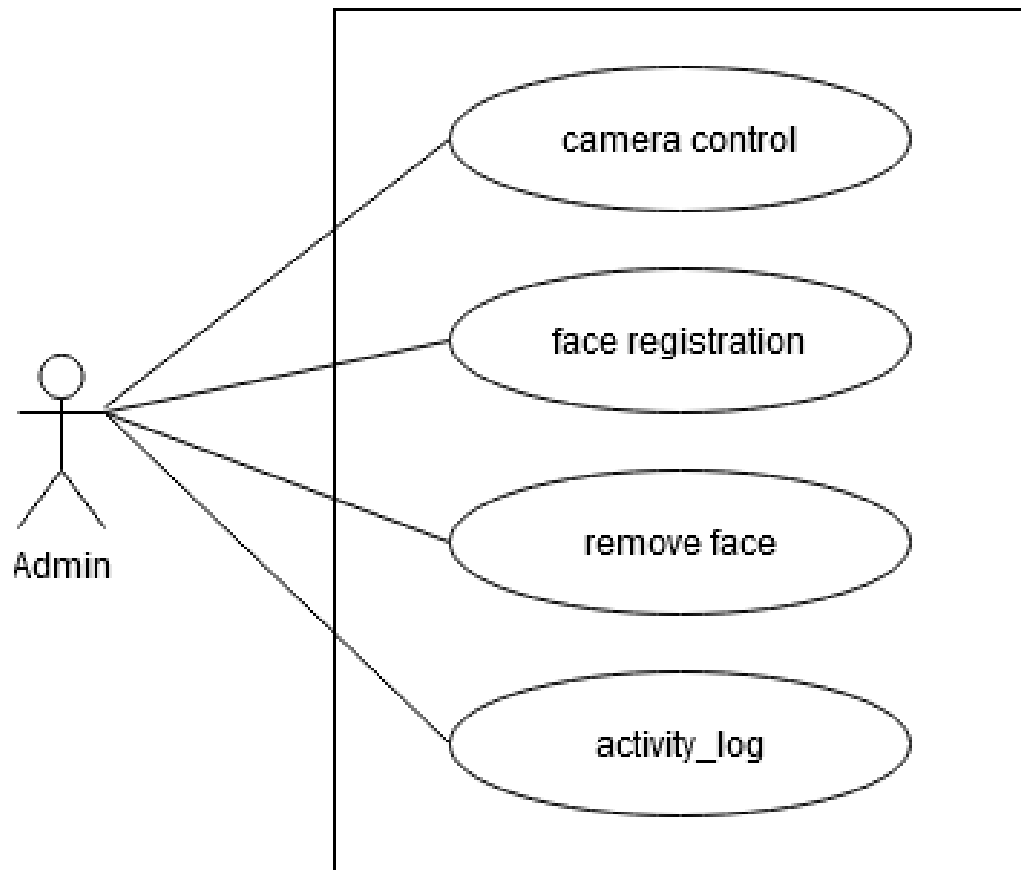 camera control
face registration
Admin
remove face
activity_log